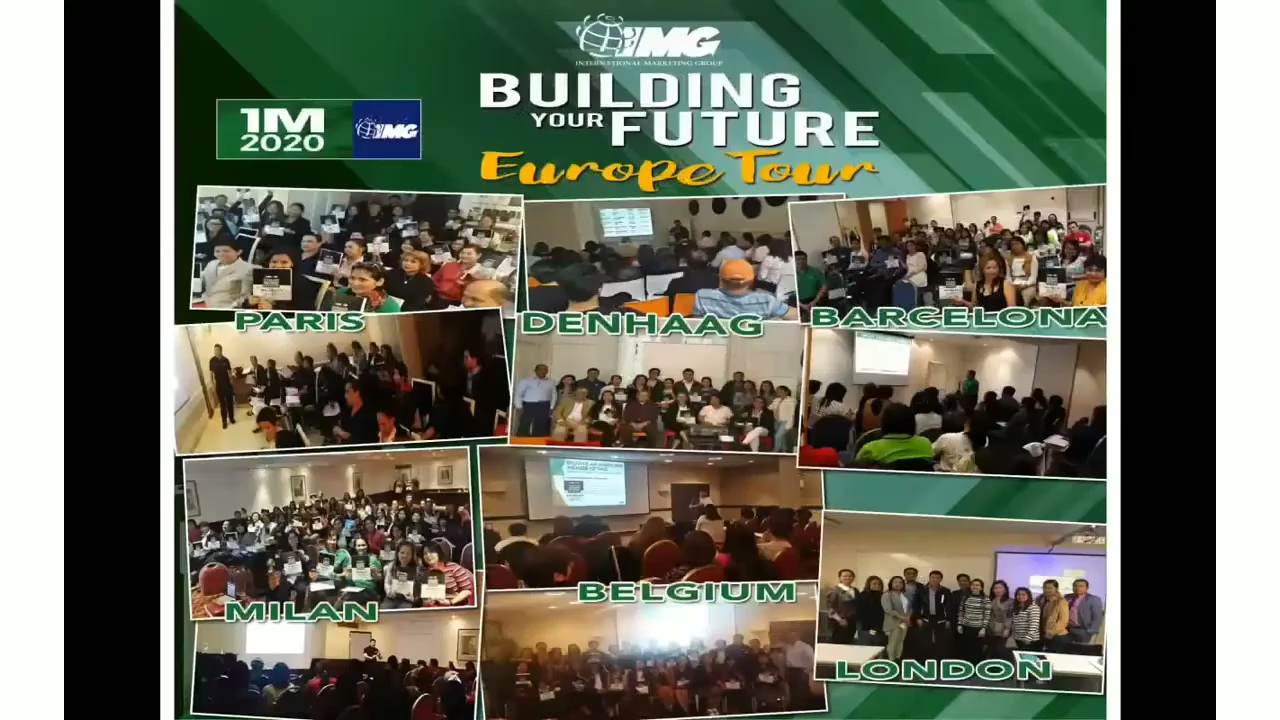 IMG
INTERNATIONAL MARKETING GROUP
BUILDING
YOUR FUTURE
Europe Tour
1M
2020
IMG
PARIS
DENHAAG
BARCELONA
MILAN
BELGIUM
LONDON